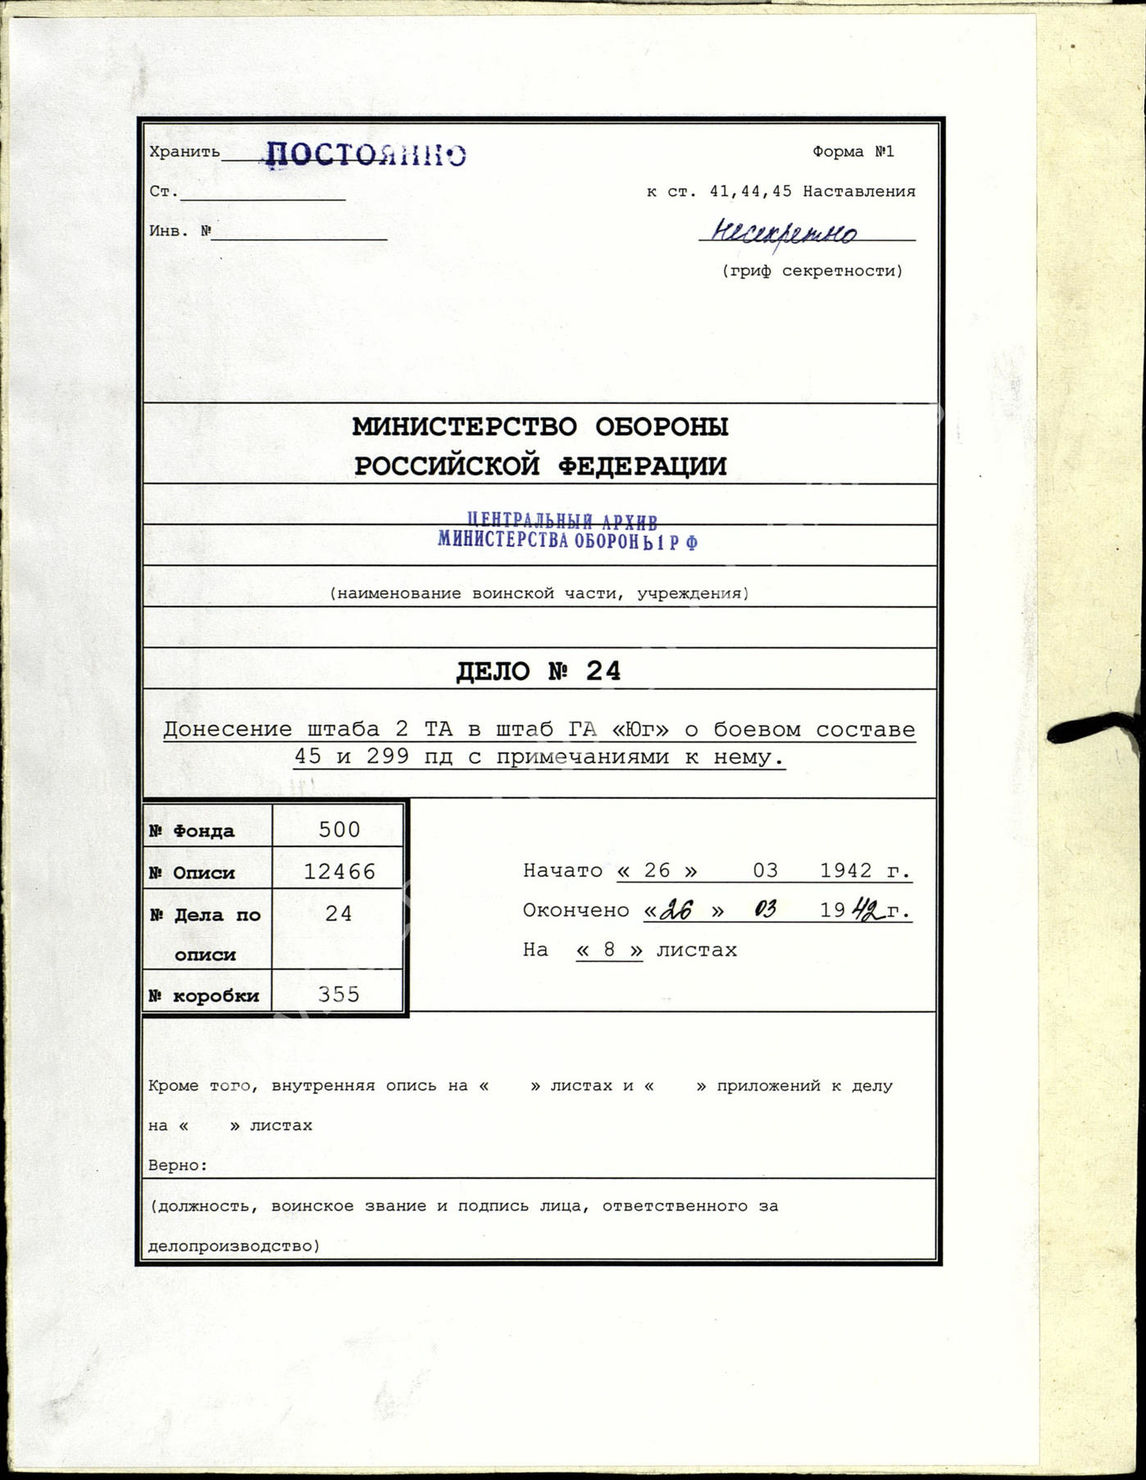 Хранить ПОСТОЯННО
Форма №1
Ст.
к ст. 41,44,45 Наставления
Инв. №
Несекретно
(гриф секретности)
МИНИСТЕРСТВО ОБОРОНЫ
РОССИЙСКОЙ ФЕДЕРАЦИИ
ЦЕНТРАЛЬНЫЙ АРХИВ
МИНИСТЕРСТВА ОБОРОНЫ РФ
(наименование воинской части, учреждения)
ДЕЛО № 24
Донесение штаба 2 ТА в штаб ГА «Юг» о боевом составе
45 и 299 пд с примечаниями к нему.
№ Фонда 500
№ Описи 12466
№ Дела по 24
описи
№ коробки 355
Начато « 26 » 03 1942 г.
Окончено «26 » 03 1942 г.
На « 8 » листах
Кроме того, внутренняя опись на « » листах и « » приложений к делу
на « » листах
Верно:
(должность, воинское звание и подпись лица, ответственного за
делопроизводство)